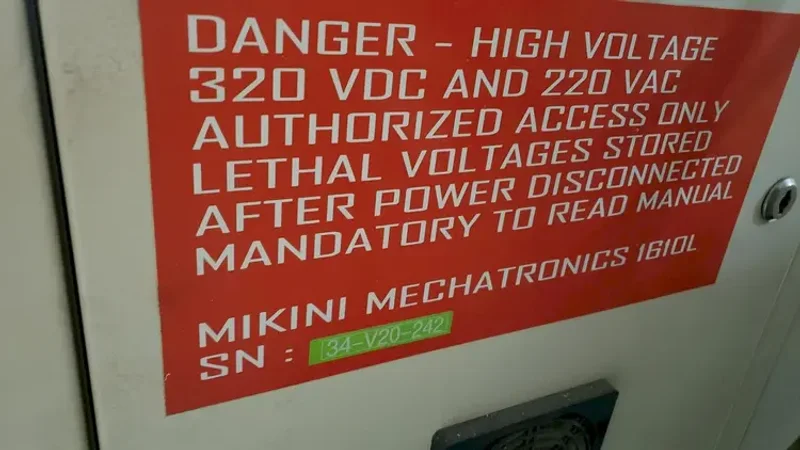 DANGER - HIGH VOLTAGE
320 VDC AND 220 VAC
AUTHORIZED ACCESS ONLY
LETHAL VOLTAGES STORED
AFTER POWER DISCONNECTED
MANDATORY TO READ MANUAL
MIKINI MECHATRONICS 1610L
SN : 134-V20-242